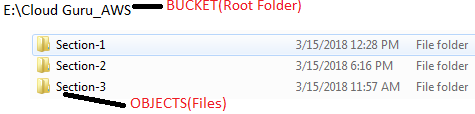 E:\Cloud Guru_AWS BUCKET(Root Folder)
Section-1 3/15/2018 12:28 PM File folder
Section-2 3/15/2018 6:16 PM File folder
Section-3 3/15/2018 11:57 AM File folder
OBJECTS(Files)